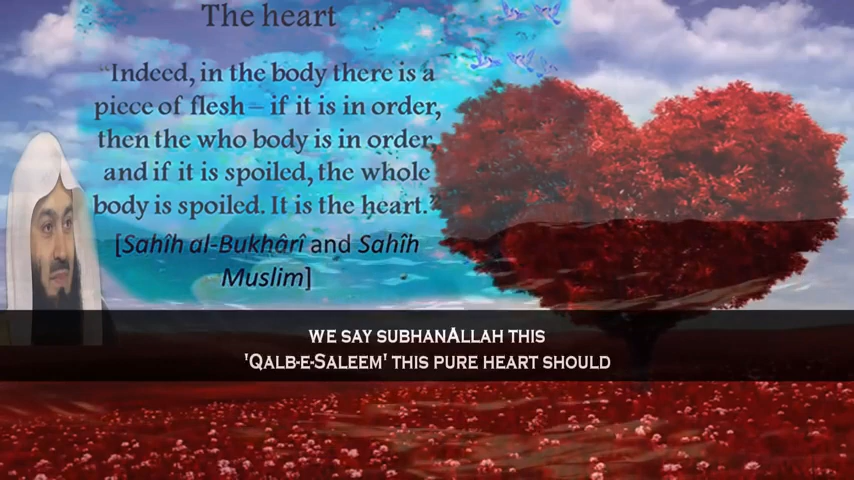 The heart
“Indeed, in the body there is a
piece of flesh – if it is in order,
then the who body is in order,
and if it is spoiled, the whole
body is spoiled. It is the heart.”
[Sahîh al-Bukhârî and Sahîh
Muslim]
WE SAY SUBHANALLAH THIS
'QALB-E-SALEEM' THIS PURE HEART SHOULD